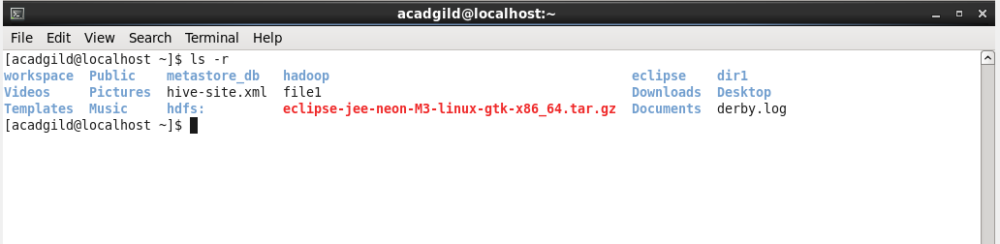 acadgild@localhost:~
File Edit View Search Terminal Help
[acadgild@localhost ~]$ ls -r
workspace Public metastore_db hadoop eclipse dir1
Videos Pictures hive-site.xml file1 Downloads Desktop
Templates Music hdfs: eclipse-jee-neon-M3-linux-gtk-x86_64.tar.gz Documents derby.log
[acadgild@localhost ~]$